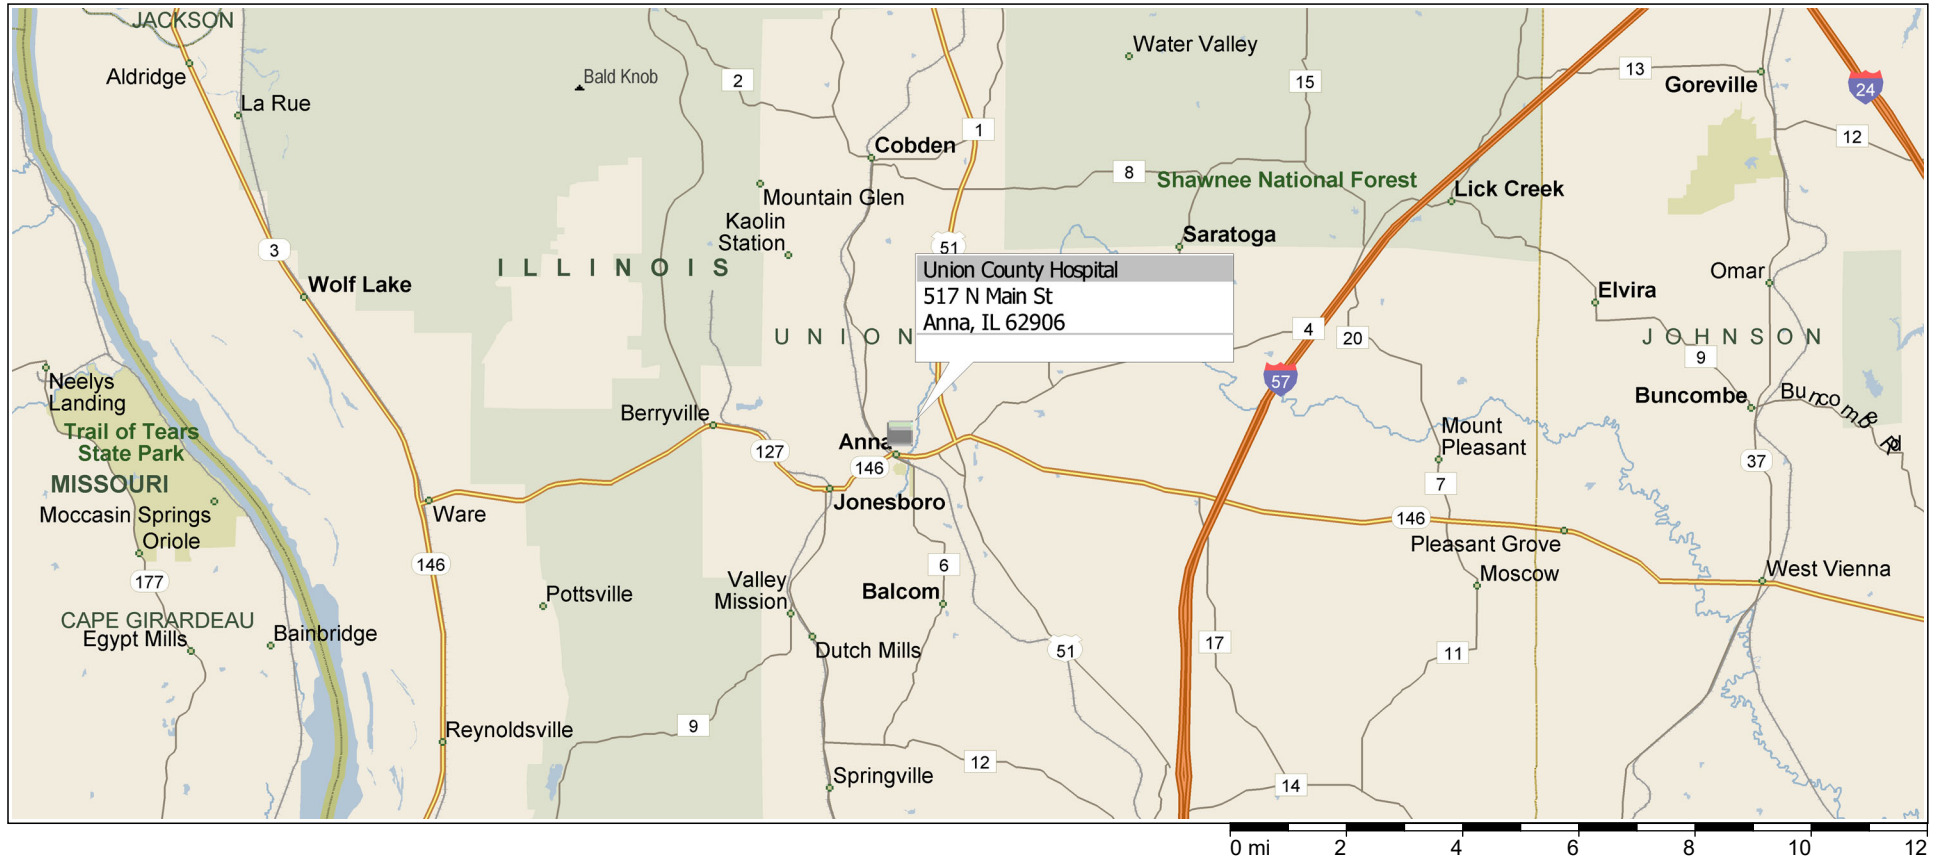 JACKSON
Aldridge
La Rue
Bald Knob
2
Water Valley
15
13
Goreville
24
1
12
Cobden
8
Shawnee National Forest
Lick Creek
Mountain Glen
Kaolin
Station
3
51
Saratoga
ILLINOIS
Wolf Lake
Union County Hospital
517 N Main St
Anna, IL 62906
UNION
Omar
Elvira
4
20
JOHNSON
9
57
Neelys
Landing
Berryville
Buncombe
Buncombe Rd
Trail of Tears
State Park
MISSOURI
Anna
127
146
Mount
Pleasant
37
7
Moccasin Springs
Oriole
Ware
Jonesboro
146
Pleasant Grove
177
146
6
Moscow
West Vienna
Valley
Mission
Balcom
Pottsville
CAPE GIRARDEAU
Egypt Mills
Bainbridge
Dutch Mills
51
17
11
Reynoldsville
9
12
Springville
14
0 mi 2 4 6 8 10 12